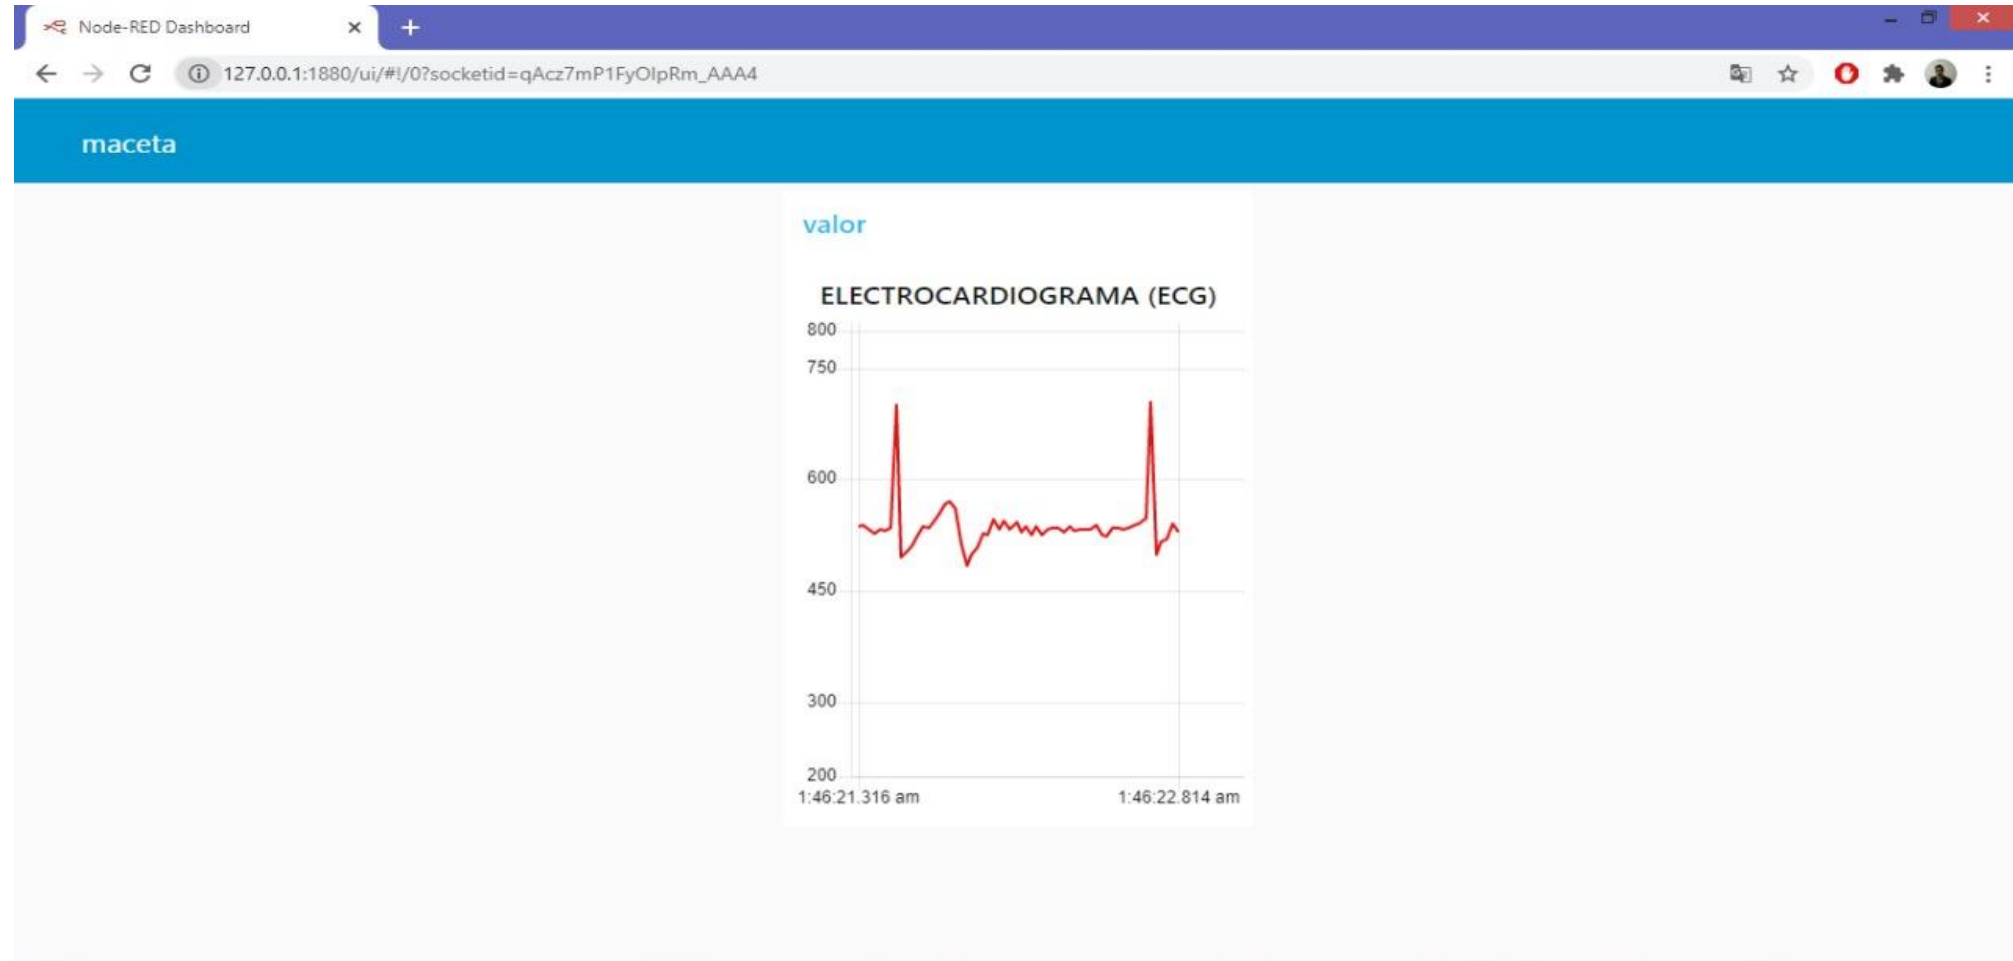 Node-RED Dashboard
127.0.0.1:1880/ui/#!/0?socketid=qAcz7mP1FyOIpRm_AAA4
maceta
valor
ELECTROCARDIOGRAMA (ECG)
800
750
600
450
300
200
1:46:21.316 am
1:46:22.814 am